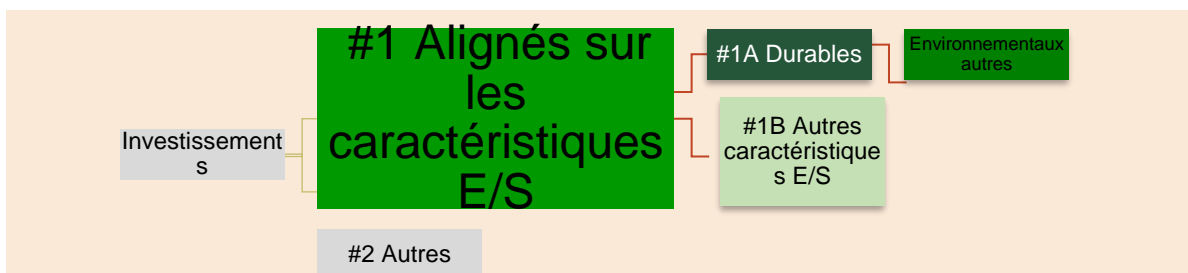 Investissement
s
#1 Alignés sur
les
caractéristiques
E/S
#2 Autres
#1A Durables
#1B Autres
caractéristique
s E/S
Environnementaux
autres